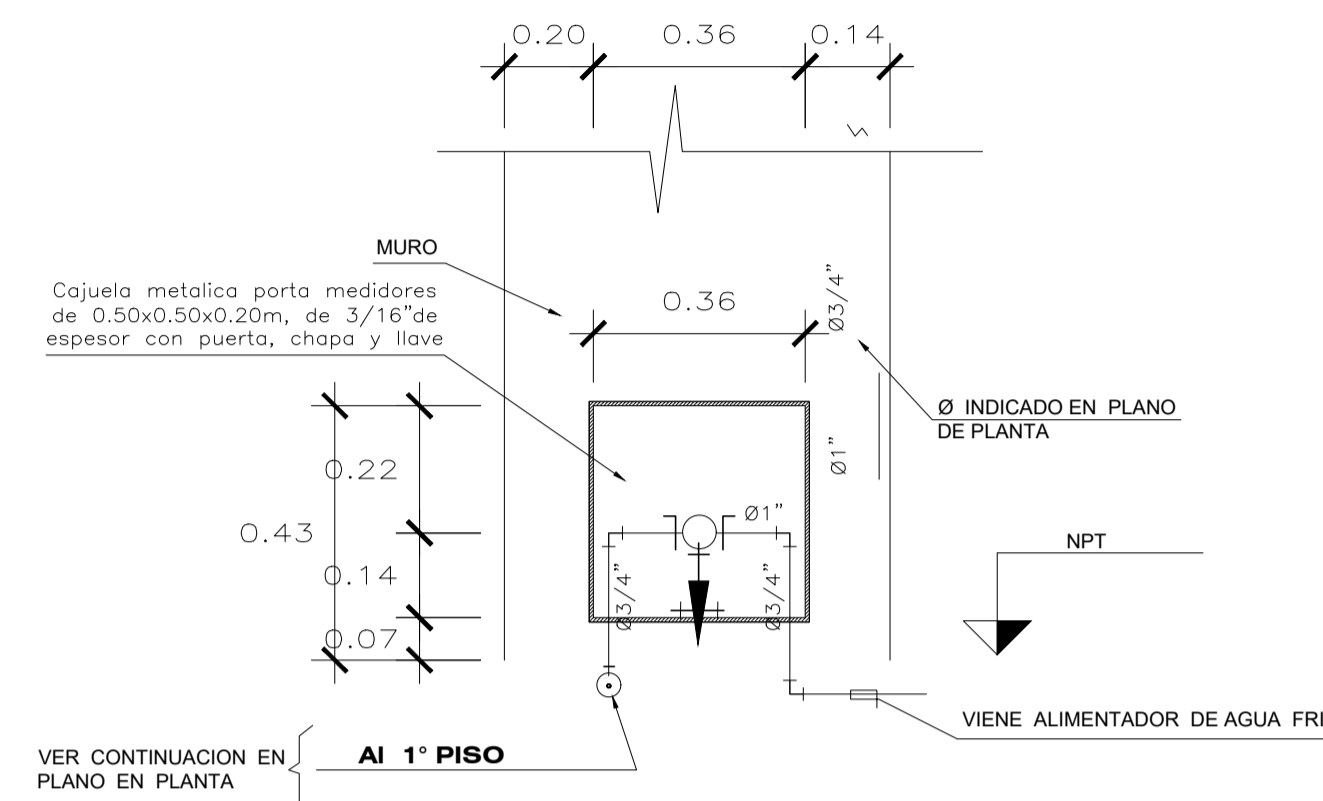 0.20 0.36 0.14
MURO
Cajuela metalica porta medidores
de 0.50x0.50x0.20m, de 3/16"de
espesor con puerta, chapa y llave
0.36
Ø3/4"
Ø INDICADO EN PLANO
DE PLANTA
Ø1"
0.22
0.43
0.14
0.07
Ø1"
Ø3/4"
Ø3/4"
NPT
VIENE ALIMENTADOR DE AGUA FRI
VER CONTINUACION EN
PLANO EN PLANTA
Al 1° PISO